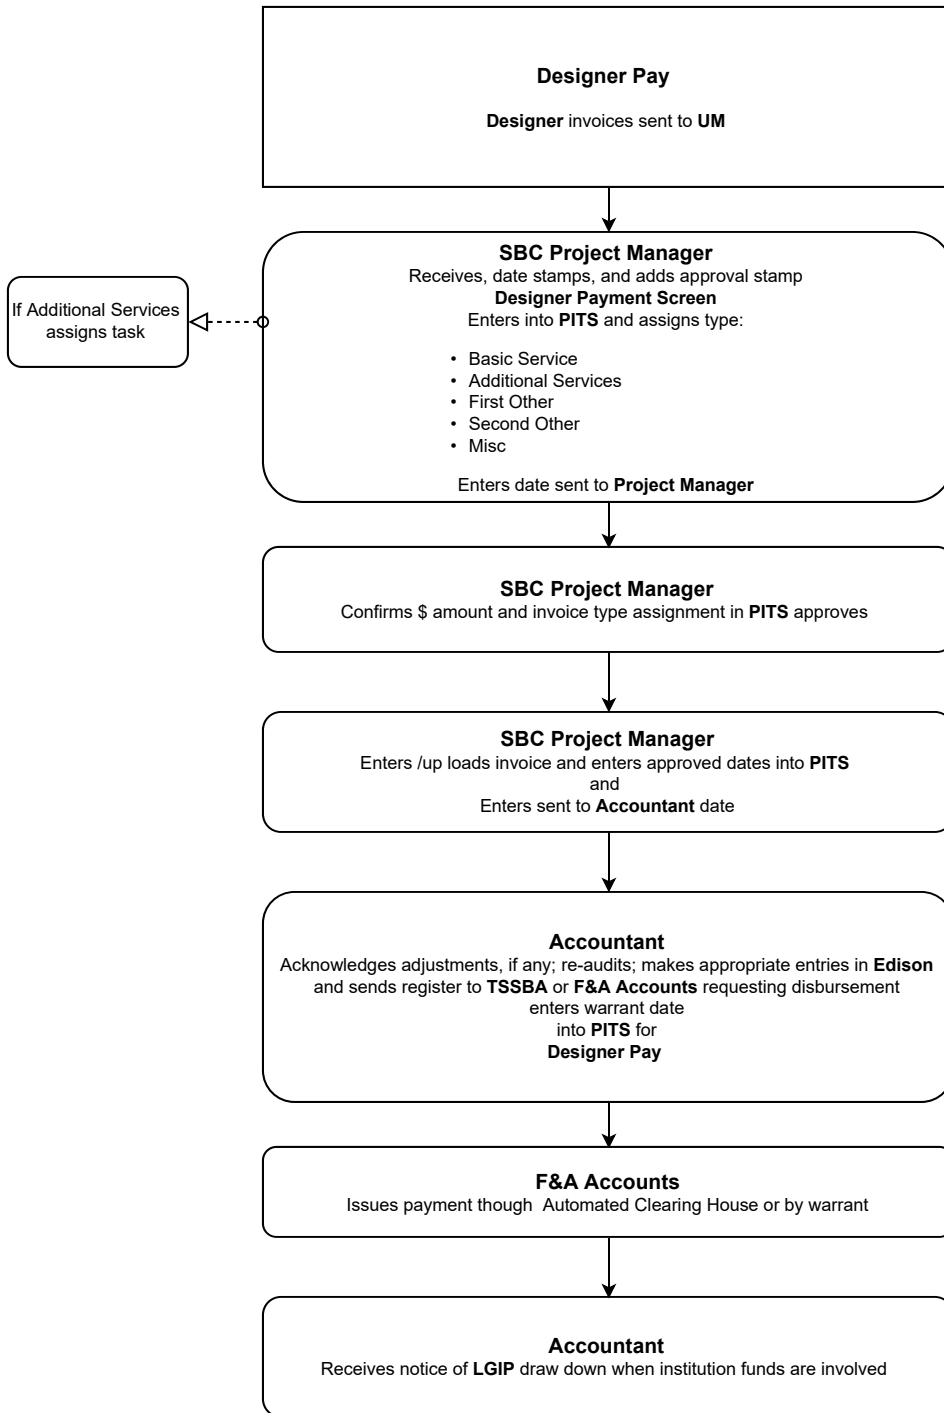 Designer Pay
Designer invoices sent to UM
SBC Project Manager
Receives, date stamps, and adds approval stamp
Designer Payment Screen
Enters into PITS and assigns type:
• Basic Service
• Additional Services
• First Other
• Second Other
• Misc
Enters date sent to Project Manager
If Additional Services
assigns task
SBC Project Manager
Confirms $ amount and invoice type assignment in PITS approves
SBC Project Manager
Enters /up loads invoice and enters approved dates into PITS
and
Enters sent to Accountant date
Accountant
Acknowledges adjustments, if any; re-audits; makes appropriate entries in Edison
and sends register to TSSBA or F&A Accounts requesting disbursement
enters warrant date
into PITS for
Designer Pay
F&A Accounts
Issues payment though  Automated Clearing House or by warrant
Accountant
Receives notice of LGIP draw down when institution funds are involved